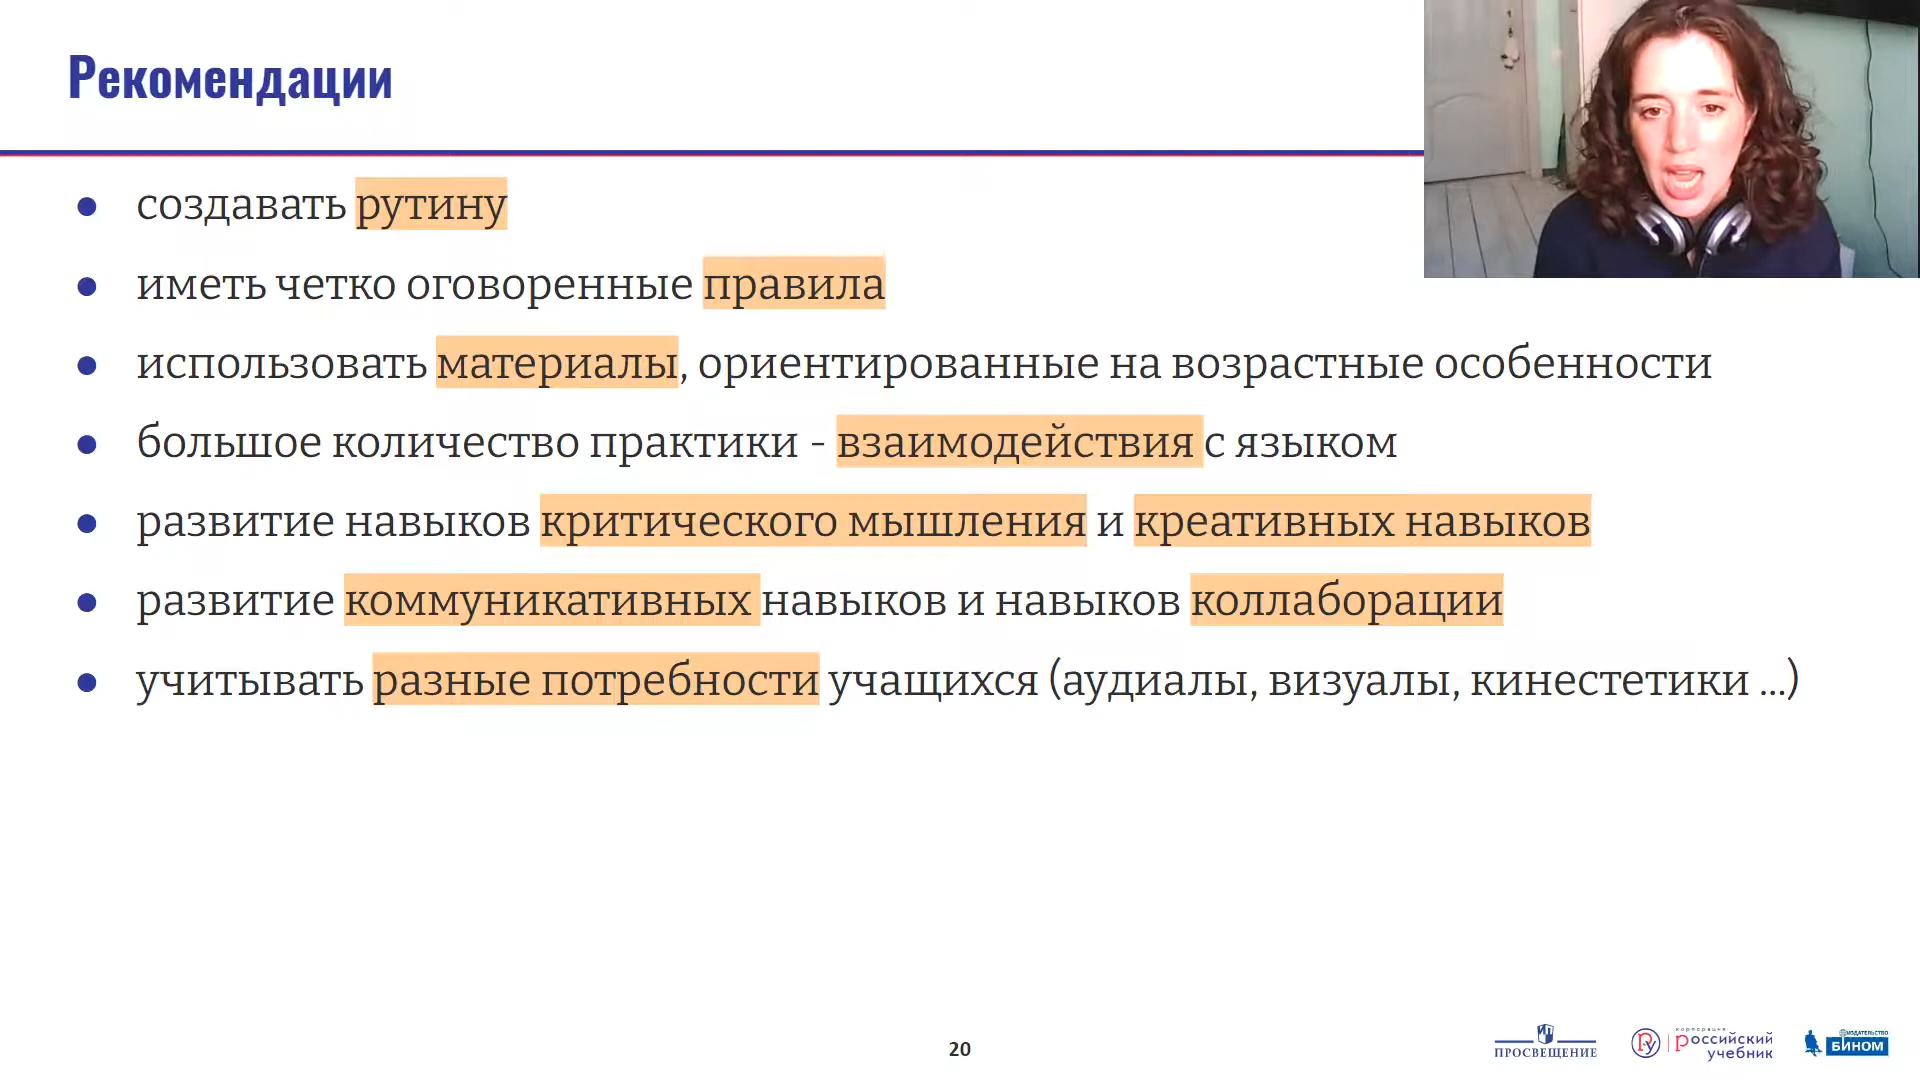 Рекомендации
создавать рутину
иметь четко оговоренные правила
использовать материалы, ориентированные на возрастные особенности
большое количество практики - взаимодействия с языком
развитие навыков критического мышления и креативных навыков
развитие коммуникативных навыков и навыков коллаборации
учитывать разные потребности учащихся (аудиалы, визуалы, кинестетики ...)
20
ПРОСВЕЩЕНИЕ
корпорация
российский
учебник
ИЗДАТЕЛЬСТВО
БИНОМ